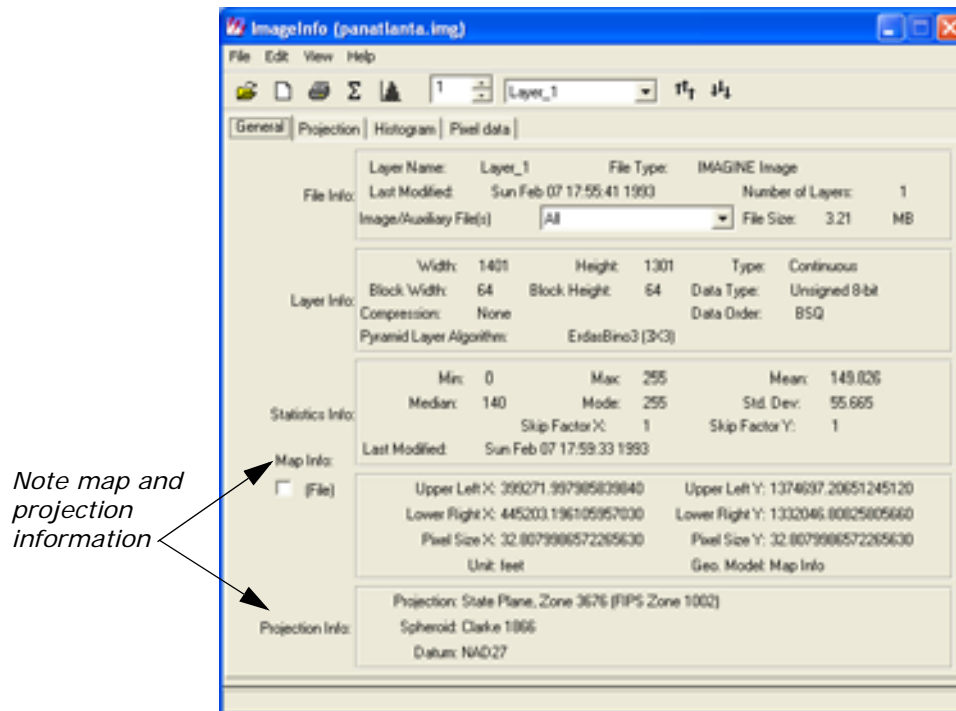 ImageInfo (panatlanta.img)
File Edit View Help
Σ 1 Layer_1
General Projection Histogram Pixel data
File Info:
Layer Name: Layer_1 File Type: IMAGINE Image
Last Modified: Sun Feb 07 17:55:41 1993 Number of Layers: 1
Image/Auxiliary File(s) All File Size: 3.21 MB
Layer Info:
Width: 1401 Height: 1301 Type: Continuous
Block Width: 64 Block Height: 64 Data Type: Unsigned 8-bit
Compression: None Data Order: BSQ
Pyramid Layer Algorithm: ErdasBino3 (3X3)
Statistics Info:
Min: 0 Max: 255 Mean: 149.826
Median: 140 Mode: 255 Std. Dev: 55.665
Skip Factor X: 1 Skip Factor Y: 1
Last Modified: Sun Feb 07 17:59:33 1993
Map Info:
(File)
Upper Left X: 399271.997985839840 Upper Left Y: 1374697.20651245120
Lower Right X: 445203.196105957030 Lower Right Y: 1332046.80825805660
Pixel Size X: 32.8079986572265630 Pixel Size Y: 32.8079986572265630
Unit: feet Geo. Model: Map Info
Projection Info:
Projection: State Plane, Zone 3676 (FIPS Zone 1002)
Spheroid: Clarke 1866
Datum: NAD27
Note map and
projection
information